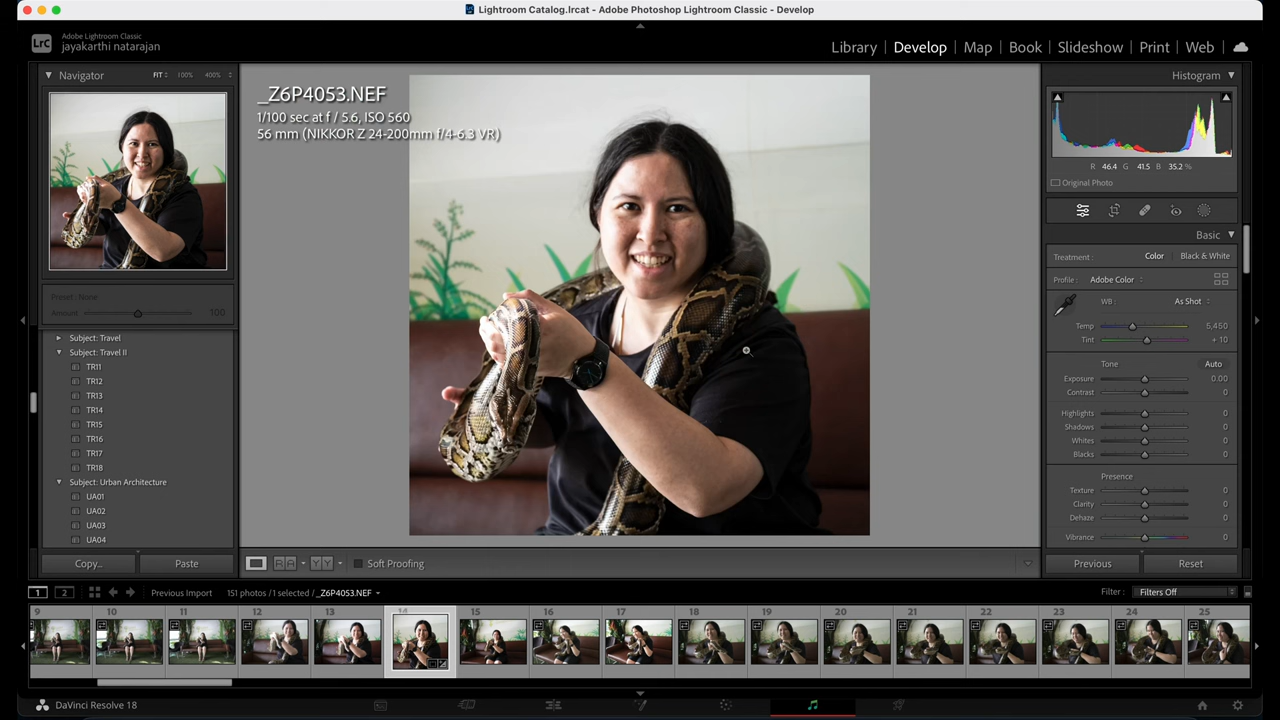 Lightroom Catalog.lrcat - Adobe Photoshop Lightroom Classic - Develop
LrC
Adobe Lightroom Classic
jayakarthi natarajan
Library | Develop | Map | Book | Slideshow | Print | Web
Navigator FIT 100% 400%
Histogram
_Z6P4053.NEF
1/100 sec at f / 5.6, ISO 560
56 mm (NIKKOR Z 24-200mm f/4-6.3 VR)
R 46.4 G 41.5 B 35.2 %
Original Photo
Basic
Treatment : Color | Black & White
Profile : Adobe Color
WB : As Shot
Temp 5,450
Tint + 10
Tone Auto
Exposure 0.00
Contrast 0
Highlights 0
Shadows 0
Whites 0
Blacks 0
Presence
Texture 0
Clarity 0
Dehaze 0
Vibrance 0
Preset : None
Amount 100
Subject: Travel
Subject: Travel II
TR11
TR12
TR13
TR14
TR15
TR16
TR17
TR18
Subject: Urban Architecture
UA01
UA02
UA03
UA04
Copy... Paste
R A Y Y Soft Proofing
Previous Reset
1 2 Previous Import 151 photos / 1 selected / _Z6P4053.NEF
Filter : Filters Off
9 10 11 11 12 13 14 15 16 17 18 19 20 21 22 23 24 25
DaVinci Resolve 18